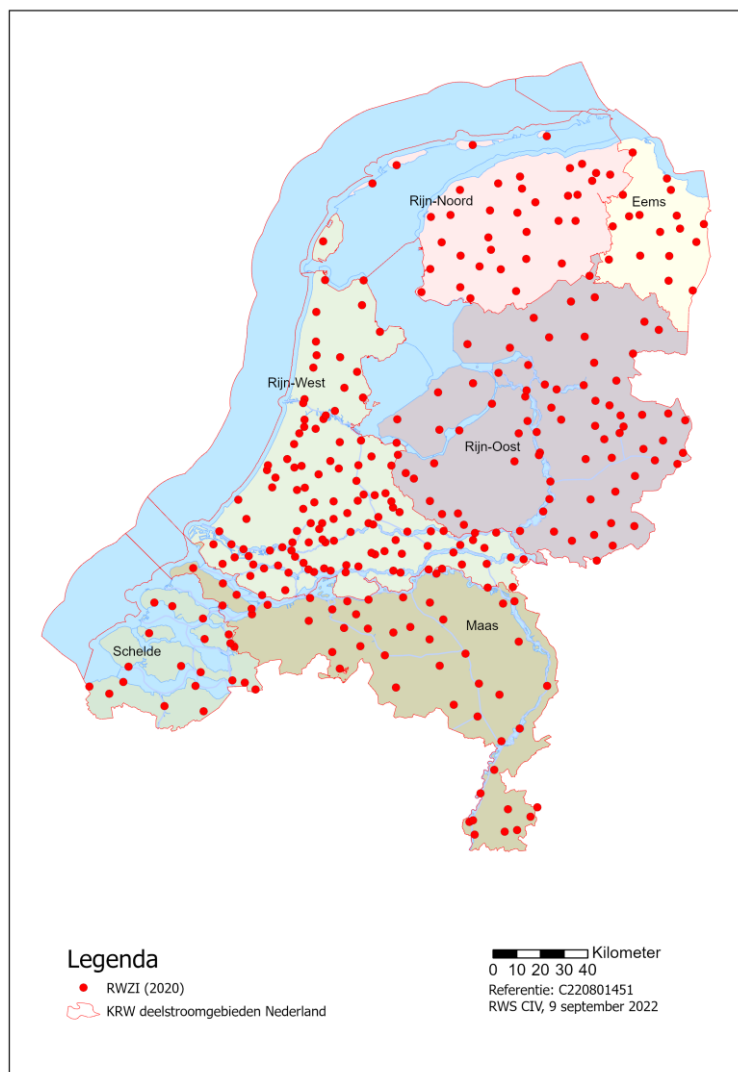 Rijn-Noord
Eems
Rijn-West
Rijn-Oost
Maas
Schelde
Legenda
RWZI (2020)
KRW deelstroomgebieden Nederland
Kilometer
0 10 20 30 40
Referentie: C220801451
RWS CIV, 9 september 2022